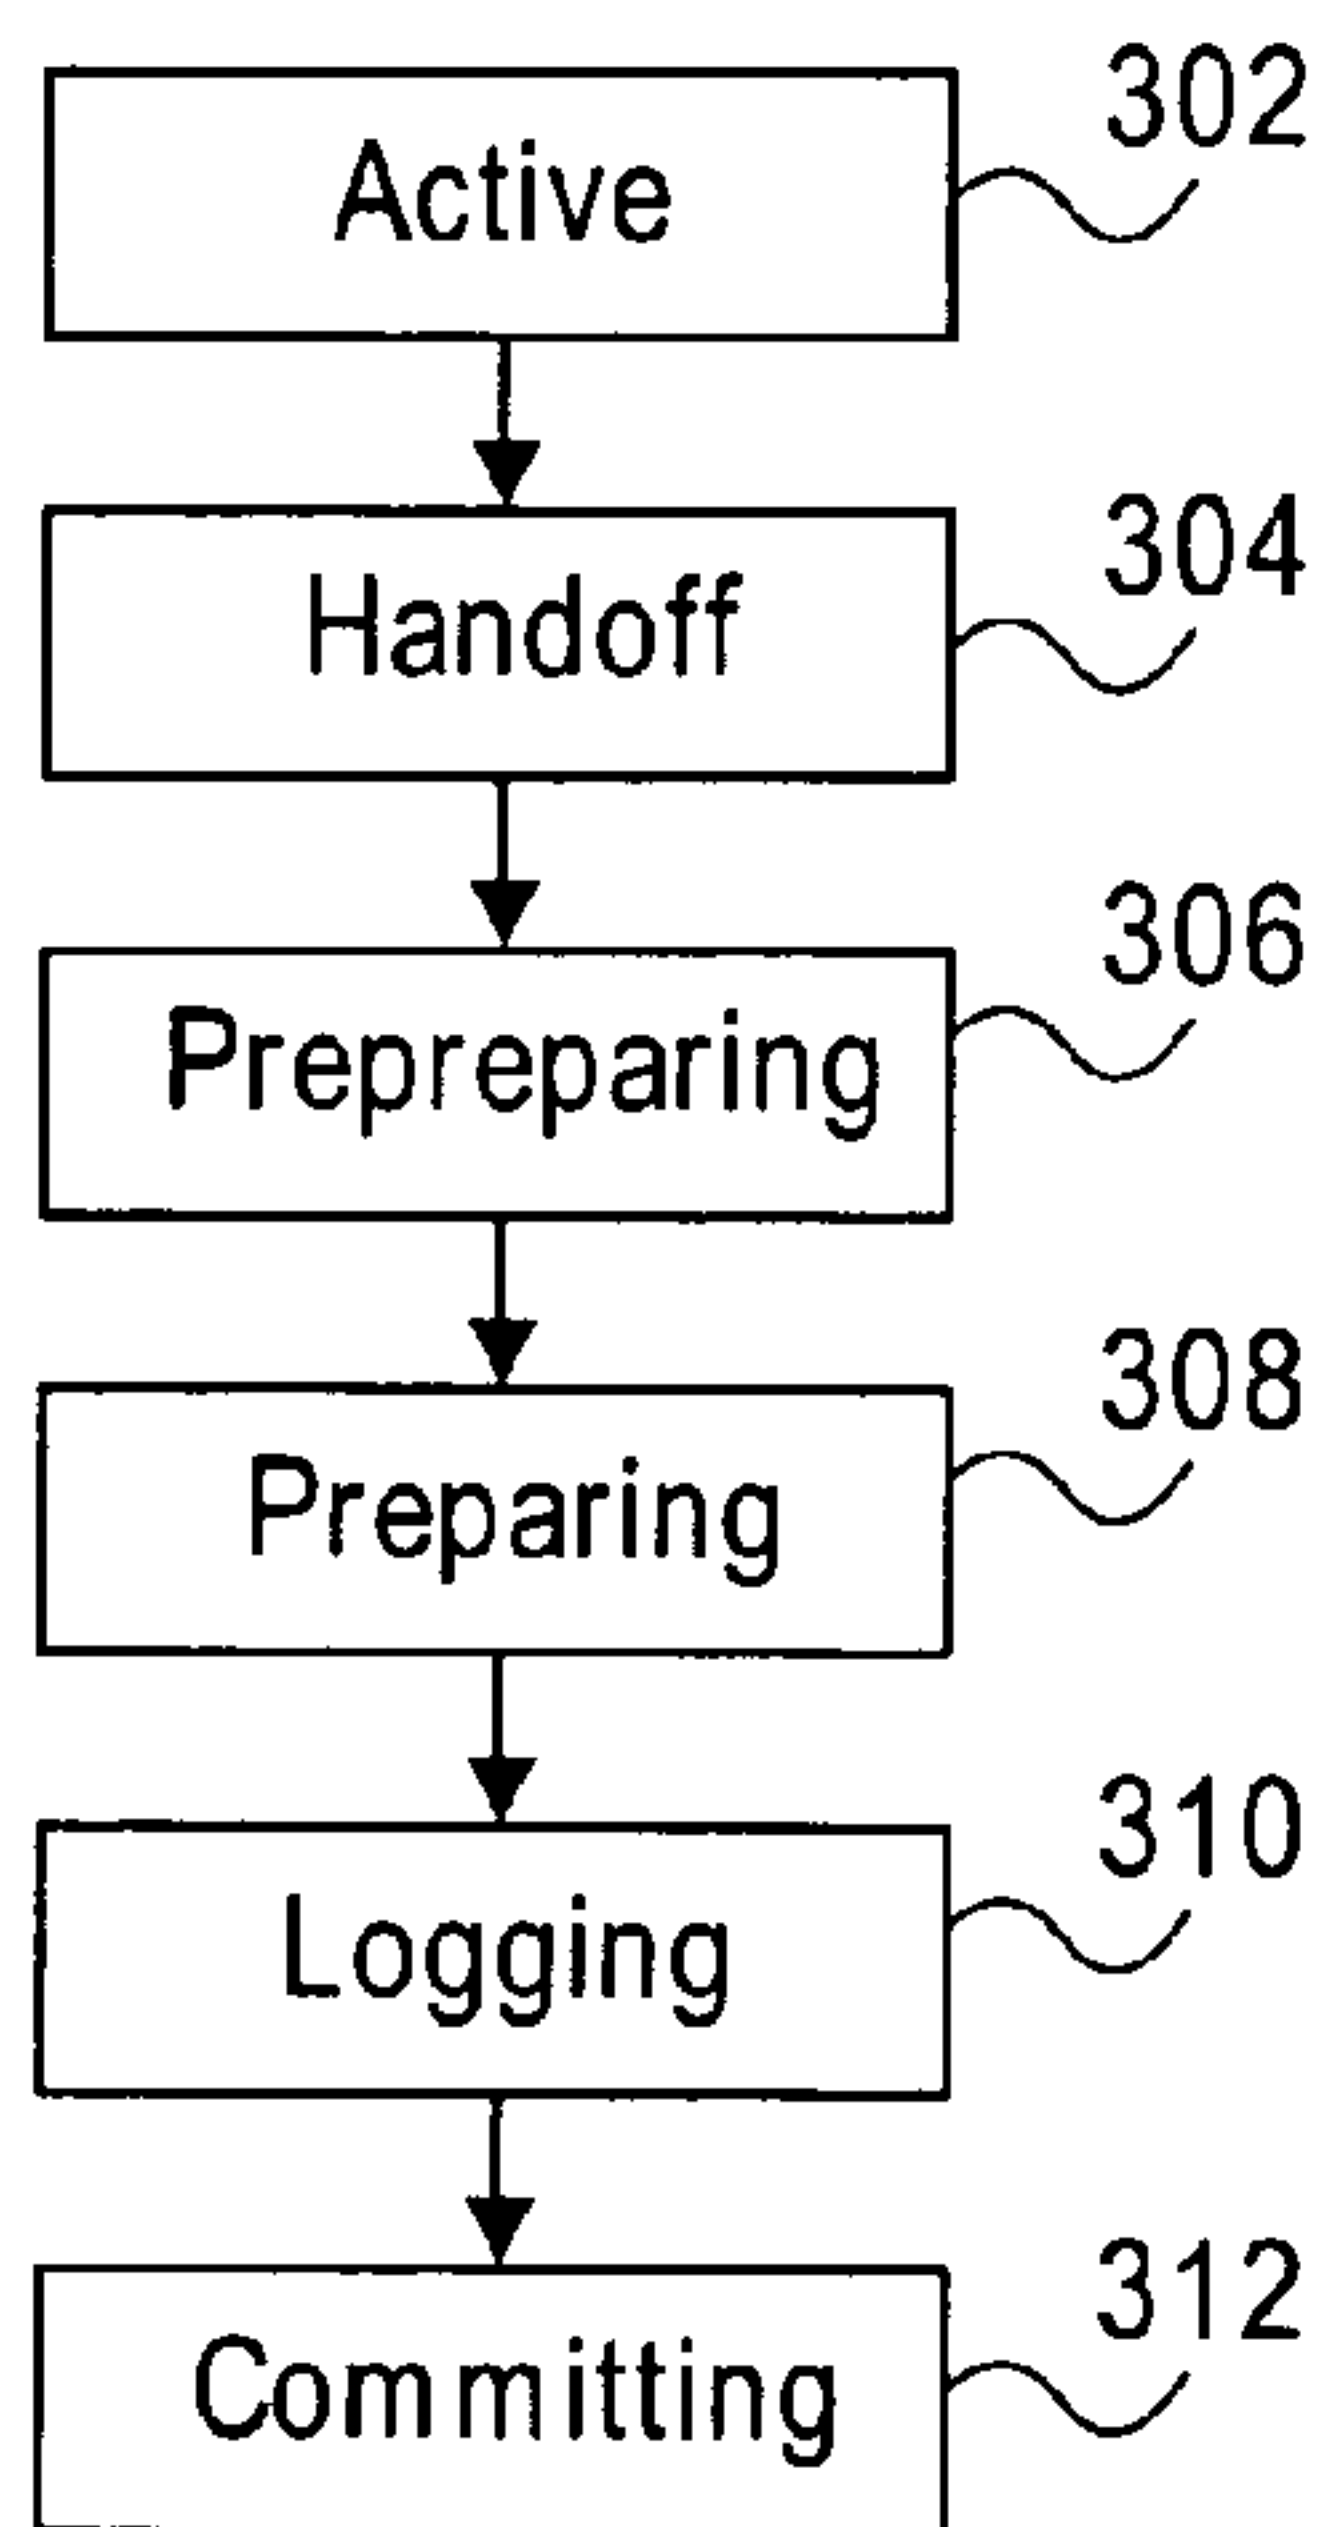 302
Active
304
Handoff
306
Prepreparing
308
Preparing
310
Logging
312
Committing